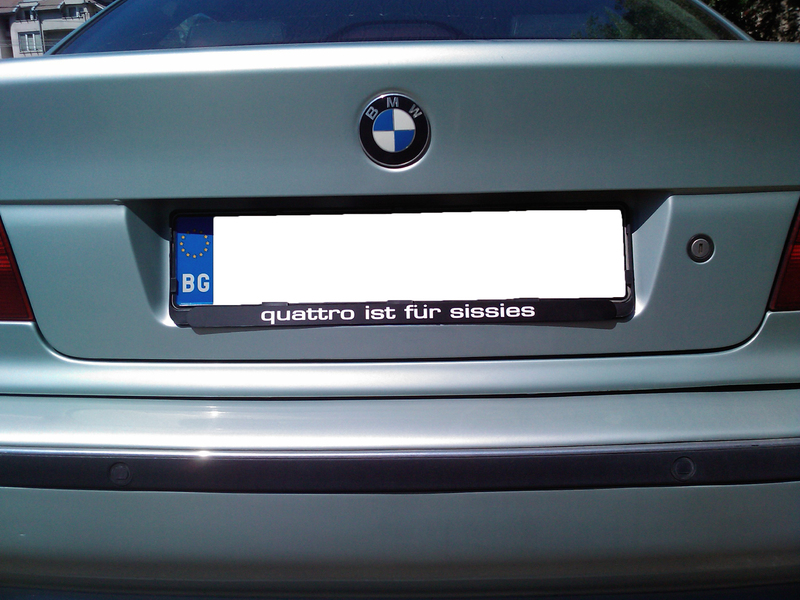 BMW
BG
quattro ist für sissies